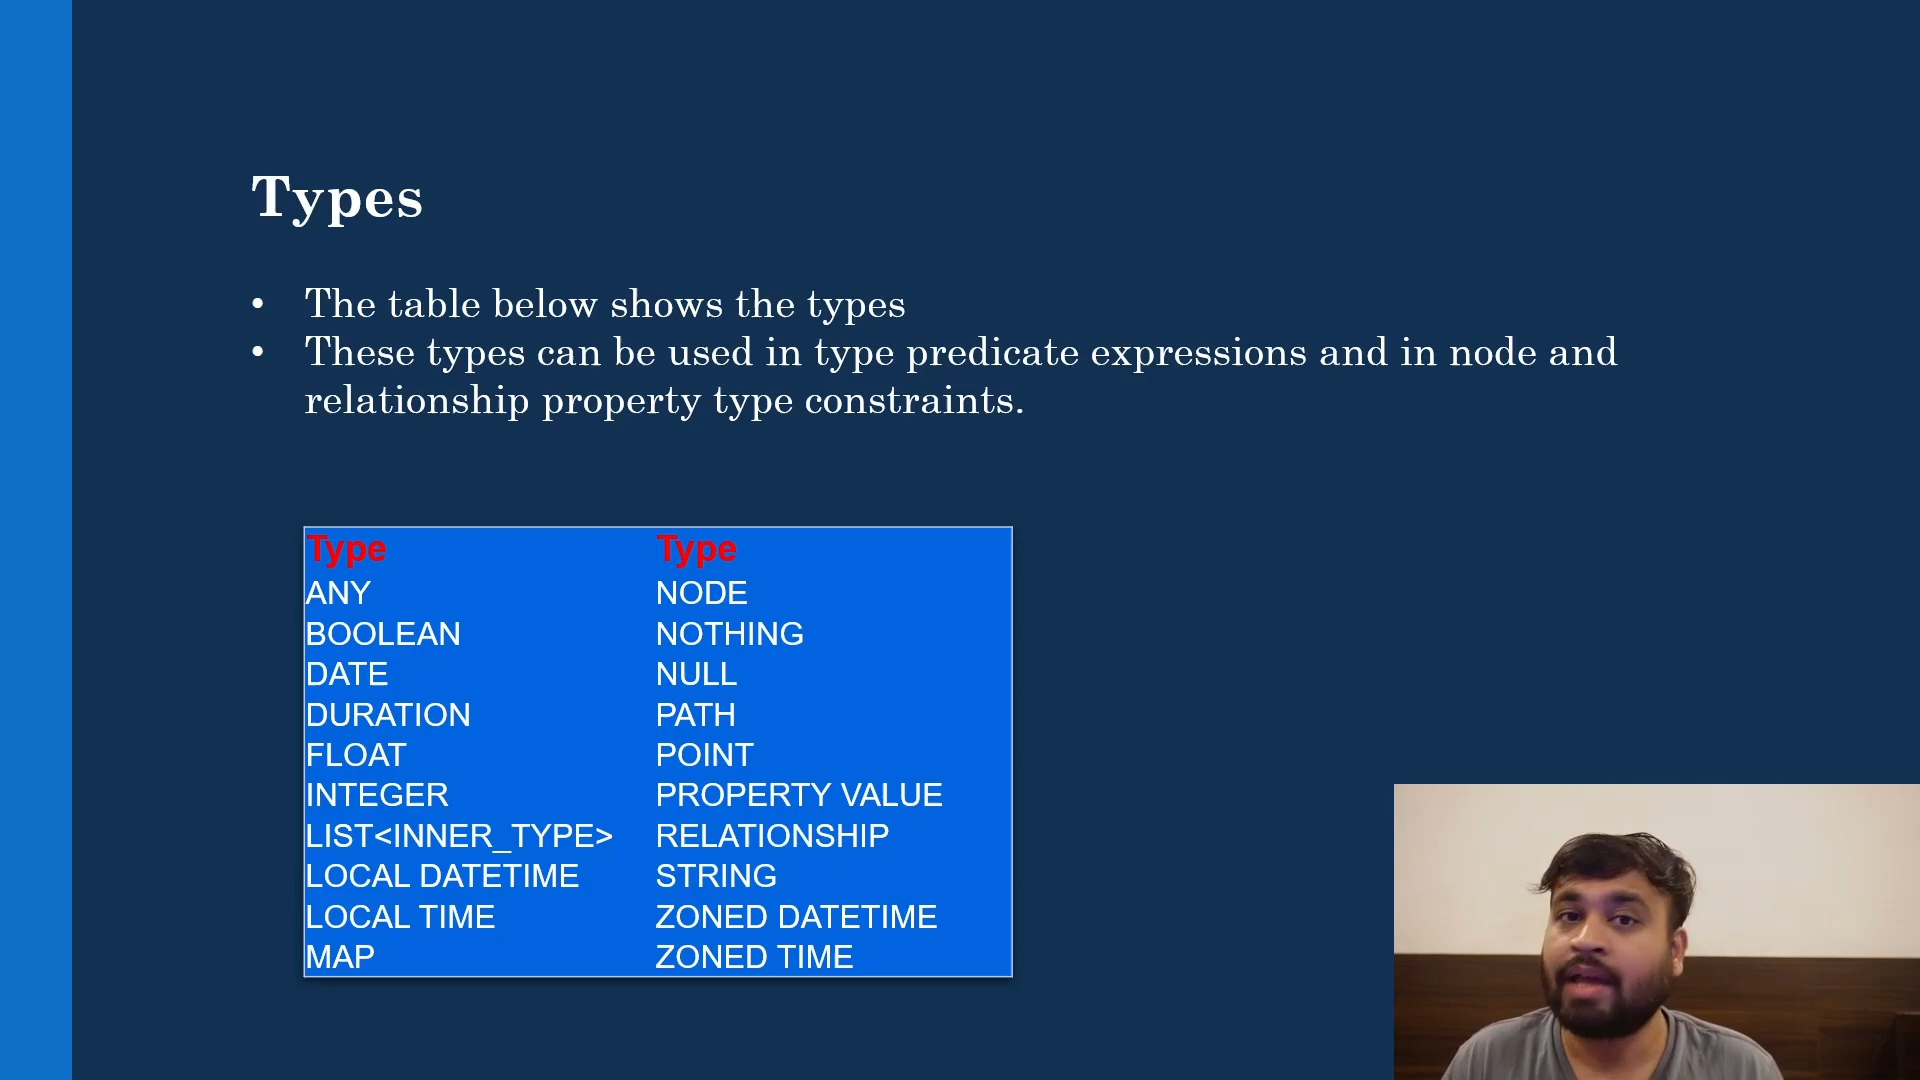 Types
• The table below shows the types
• These types can be used in type predicate expressions and in node and
relationship property type constraints.
Type Type
ANY NODE
BOOLEAN NOTHING
DATE NULL
DURATION PATH
FLOAT POINT
INTEGER PROPERTY VALUE
LIST<INNER_TYPE> RELATIONSHIP
LOCAL DATETIME STRING
LOCAL TIME ZONED DATETIME
MAP ZONED TIME